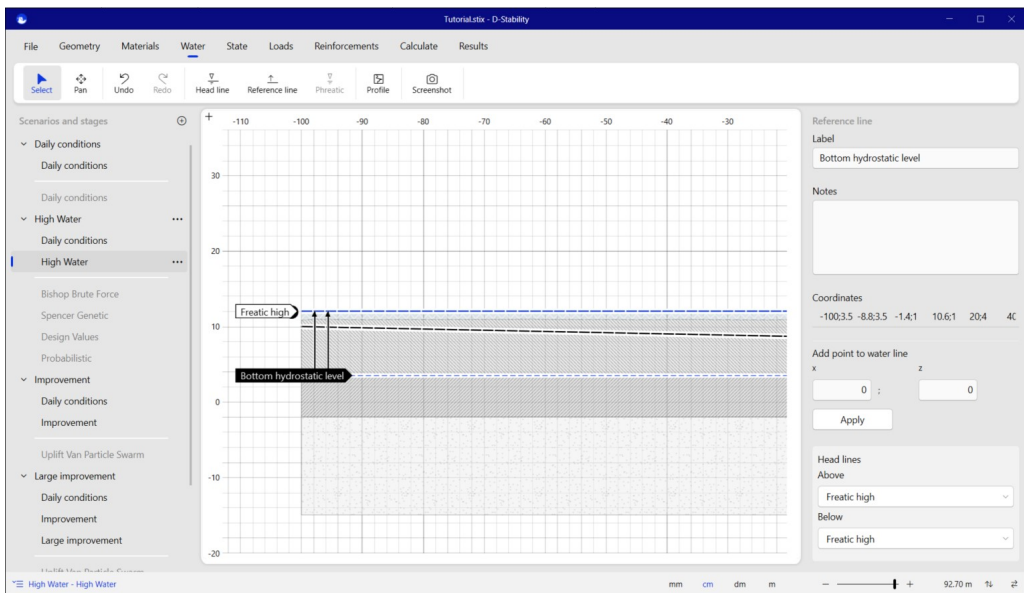 Tutorial.stix - D-Stability
File Geometry Materials Water State Loads Reinforcements Calculate Results
Select Pan Undo Redo Head line Reference line Phreatic Profile Screenshot
Scenarios and stages
Daily conditions
Daily conditions
Daily conditions
High Water
Daily conditions
High Water
Bishop Brute Force
Spencer Genetic
Design Values
Probabilistic
Improvement
Daily conditions
Improvement
Uplift Van Particle Swarm
Large improvement
Daily conditions
Improvement
Large improvement
Uplift Van Particle Swarm
-110 -100 -90 -80 -70 -60 -50 -40 -30
30
20
10
0
-10
-20
Freatic high
Bottom hydrostatic level
Reference line
Label
Bottom hydrostatic level
Notes
Coordinates
-100;3.5 -8.8;3.5 -1.4;1 10.6;1 20;4
Add point to water line
x z
0 ; 0
Apply
Head lines
Above
Freatic high
Below
Freatic high
High Water - High Water
mm cm dm m
92.70 m